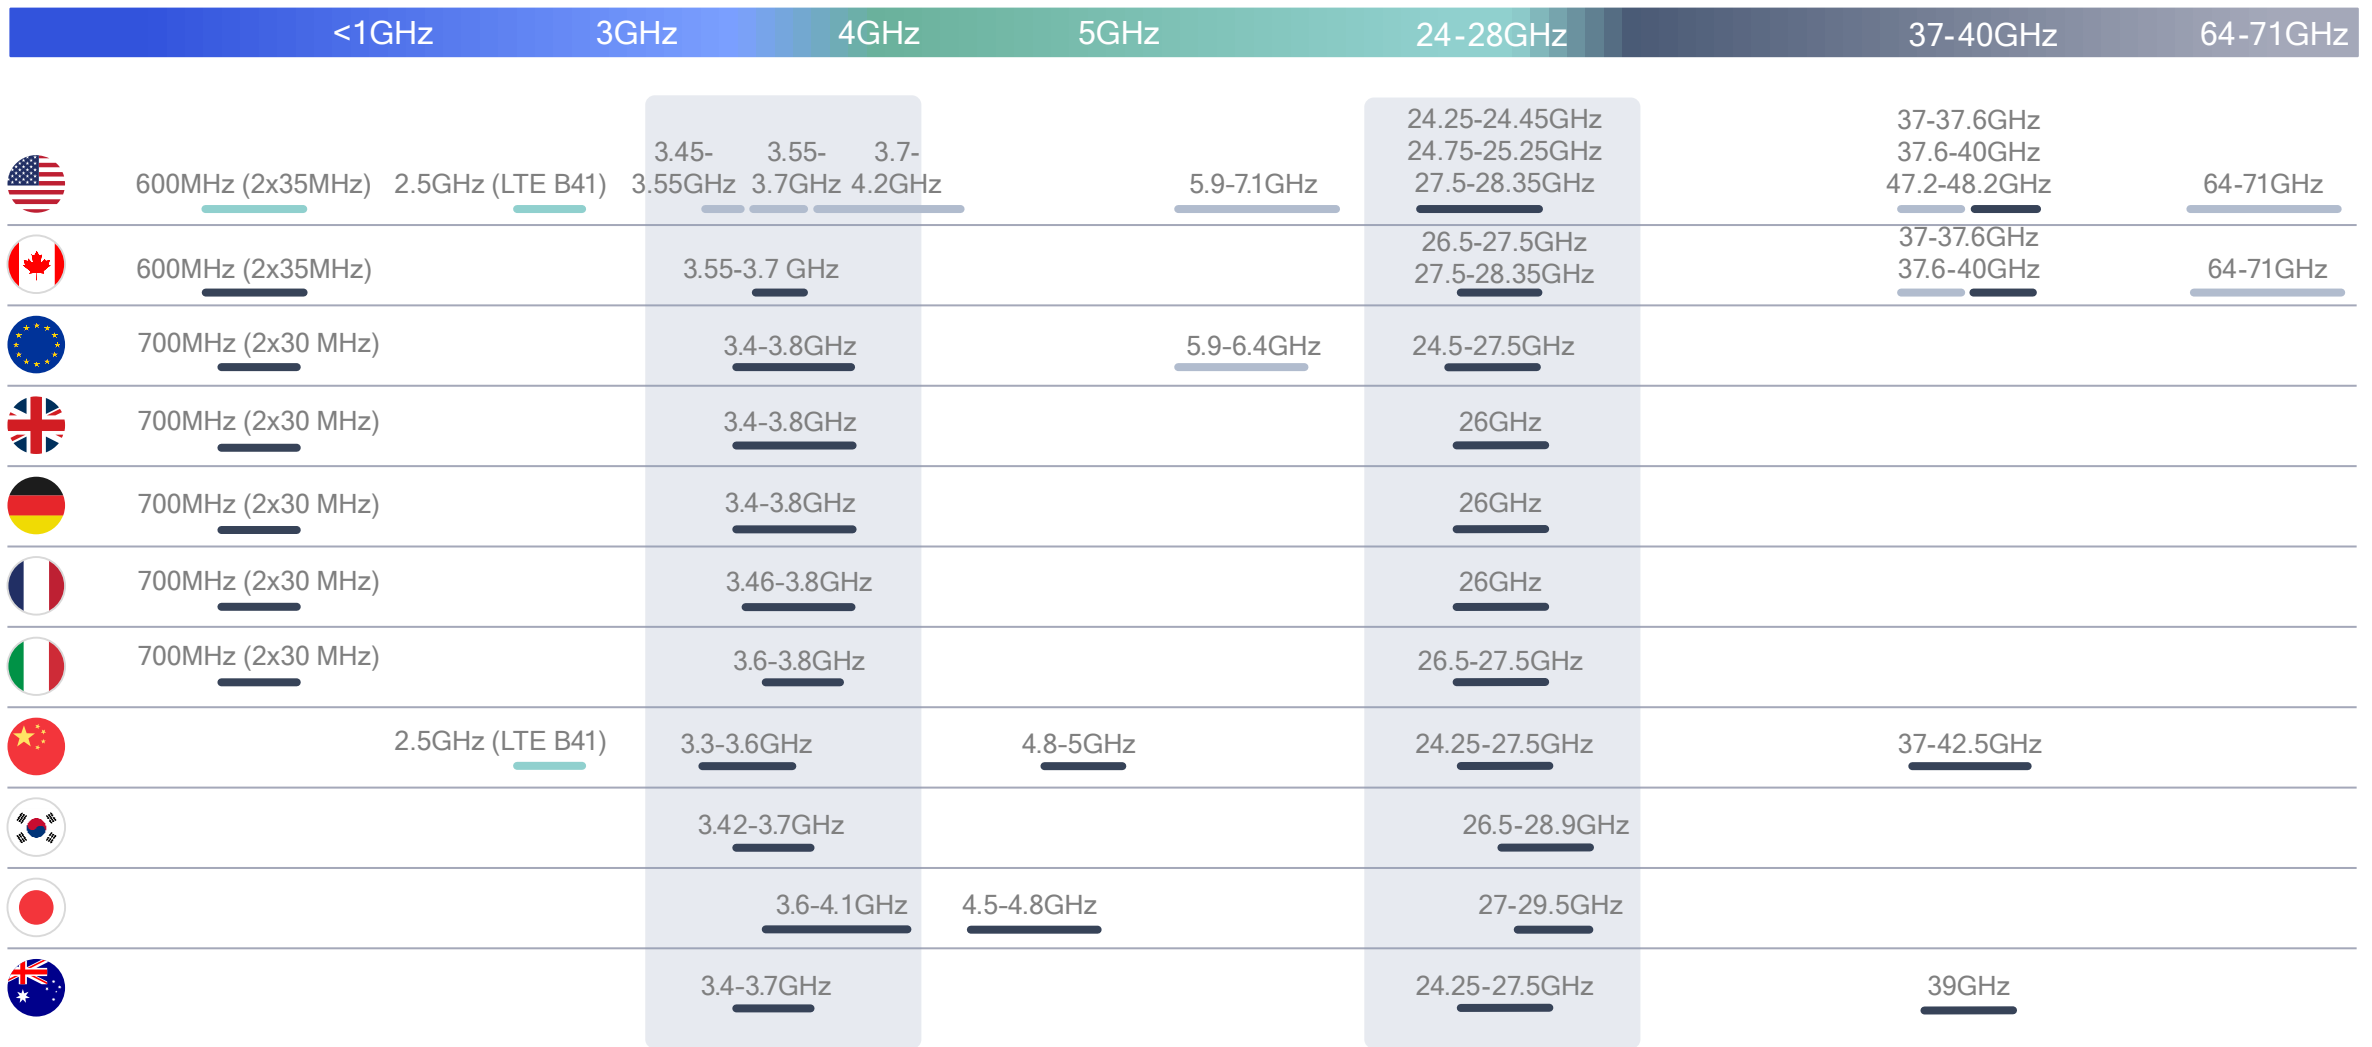 <1GHz 3GHz 4GHz 5GHz 24-28GHz 37-40GHz 64-71GHz
600MHz (2x35MHz) 2.5GHz (LTE B41) 3.45-3.55GHz 3.55-3.7GHz 3.7-4.2GHz 5.9-7.1GHz
24.25-24.45GHz
24.75-25.25GHz
27.5-28.35GHz
37-37.6GHz
37.6-40GHz
47.2-48.2GHz
64-71GHz
600MHz (2x35MHz) 3.55-3.7 GHz
26.5-27.5GHz
27.5-28.35GHz
37-37.6GHz
37.6-40GHz
64-71GHz
700MHz (2x30 MHz) 3.4-3.8GHz 5.9-6.4GHz 24.5-27.5GHz
700MHz (2x30 MHz) 3.4-3.8GHz 26GHz
700MHz (2x30 MHz) 3.4-3.8GHz 26GHz
700MHz (2x30 MHz) 3.46-3.8GHz 26GHz
700MHz (2x30 MHz) 3.6-3.8GHz 26.5-27.5GHz
2.5GHz (LTE B41) 3.3-3.6GHz 4.8-5GHz 24.25-27.5GHz 37-42.5GHz
3.42-3.7GHz 26.5-28.9GHz
3.6-4.1GHz 4.5-4.8GHz 27-29.5GHz
3.4-3.7GHz 24.25-27.5GHz 39GHz